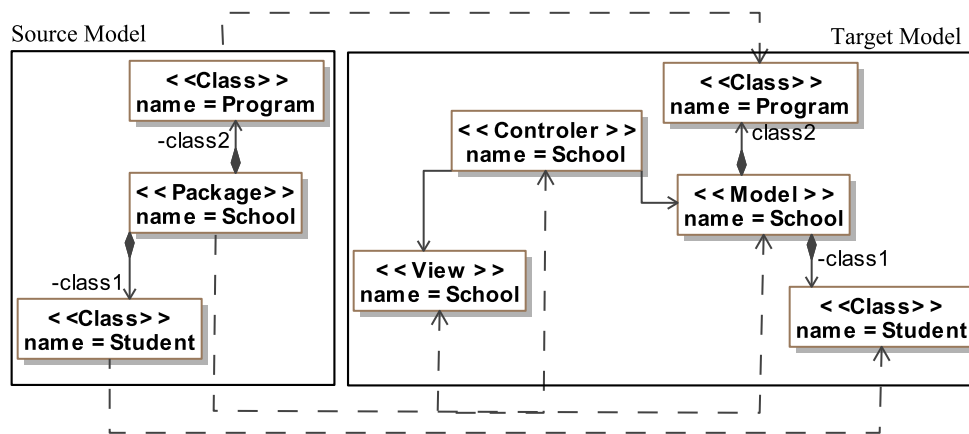 Source Model
<<Class>>
name = Program
-class2
<<Package>>
name = School
-class1
<<Class>>
name = Student
Target Model
<<Class>>
name = Program
class2
<<Controler>>
name = School
<<Model>>
name = School
<<View>>
name = School
-class1
<<Class>>
name = Student